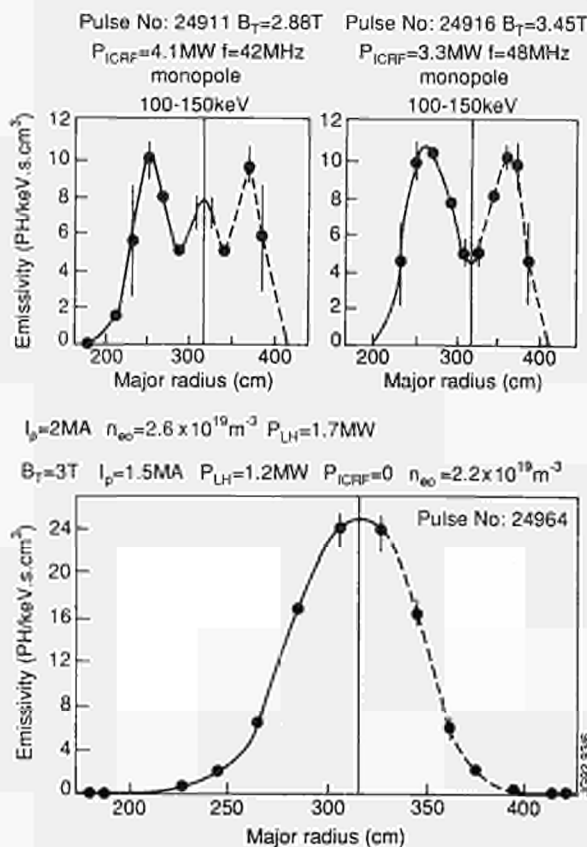 Pulse No: 24911 B_T=2.88T Pulse No: 24916 B_T=3.45T
P_ICRF=4.1MW f=42MHz P_ICRF=3.3MW f=48MHz
monopole monopole
100-150keV 100-150keV
Emissivity (PH/keV.s.cm³)
12 12
10 10
8 8
6 6
4 4
2 2
0 0
200 300 400 200 300 400
Major radius (cm) Major radius (cm)
I_p=2MA n_eo=2.6 x 10¹⁹m⁻³ P_LH=1.7MW
B_T=3T I_p=1.5MA P_LH=1.2MW P_ICRF=0 n_eo=2.2x10¹⁹m⁻³
Pulse No: 24964
Emissivity (PH/keV.s.cm³)
24
20
16
12
8
4
0
200 250 300 350 400
Major radius (cm)